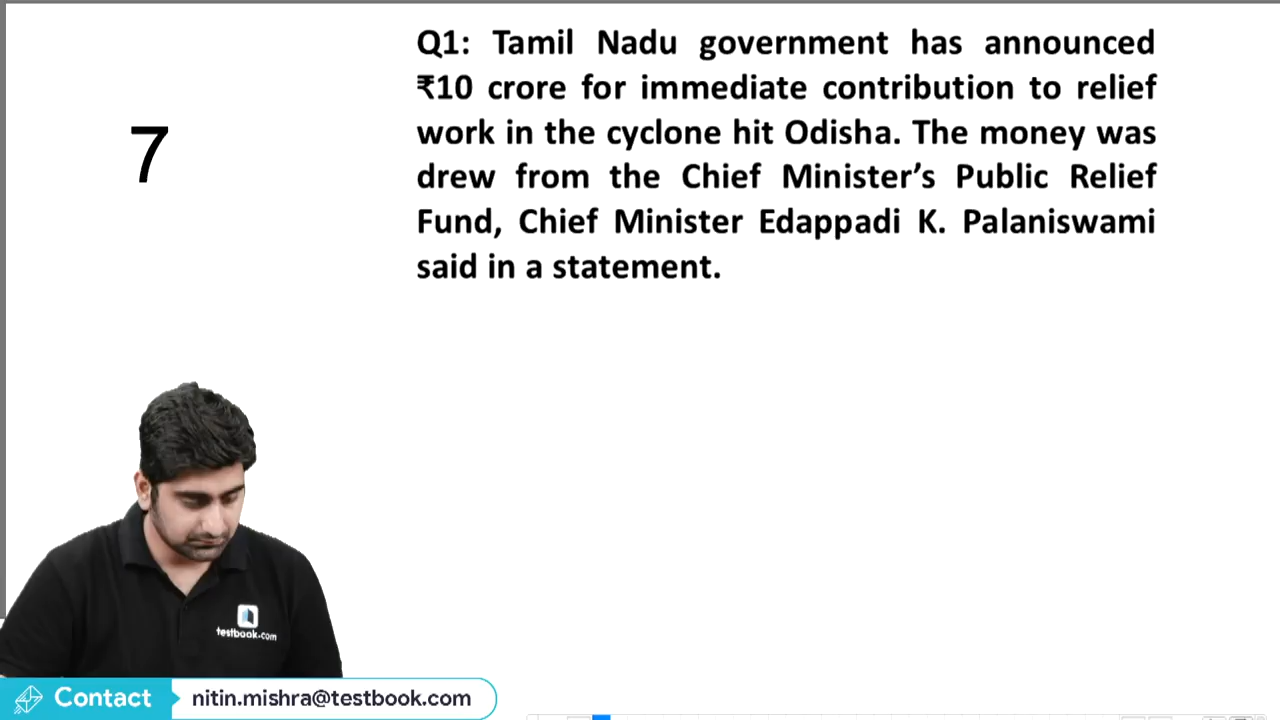 Q1: Tamil Nadu government has announced
₹10 crore for immediate contribution to relief
work in the cyclone hit Odisha. The money was
drew from the Chief Minister’s Public Relief
Fund, Chief Minister Edappadi K. Palaniswami
said in a statement.
7
testbook.com
Contact
nitin.mishra@testbook.com